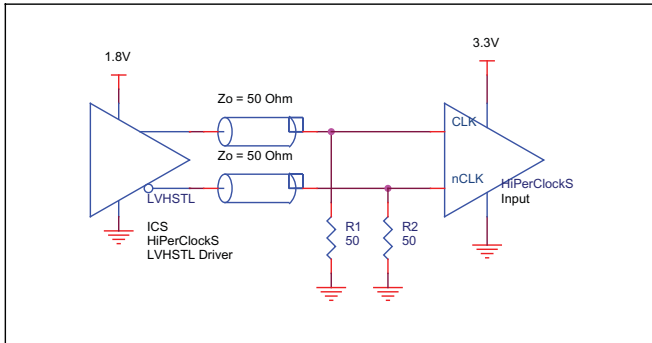 1.8V
3.3V
Zo = 50 Ohm
CLK
Zo = 50 Ohm
nCLK
LVHSTL
HiPerClockS
Input
ICS
HiPerClockS
LVHSTL Driver
R1
50
R2
50